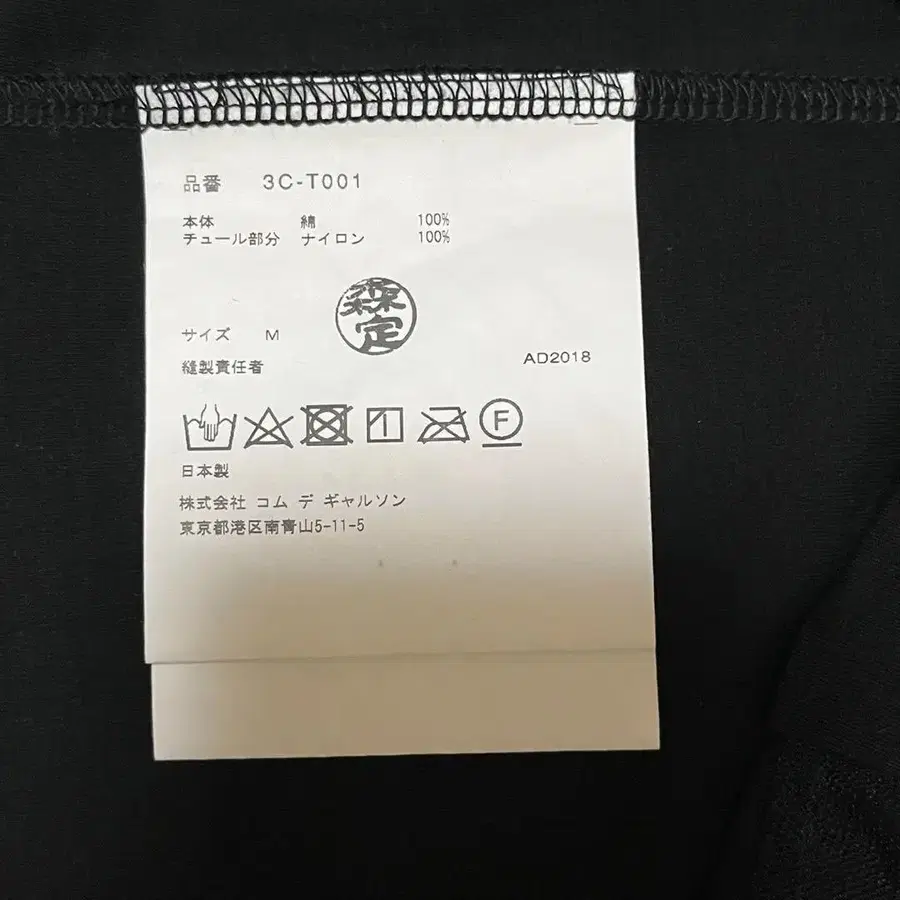 品番 3C-T001
本体 綿 100%
チュール部分 ナイロン 100%
森定
サイズ M
縫製責任者
AD2018
F
日本製
株式会社 コム デ ギャルソン
東京都港区南青山5-11-5